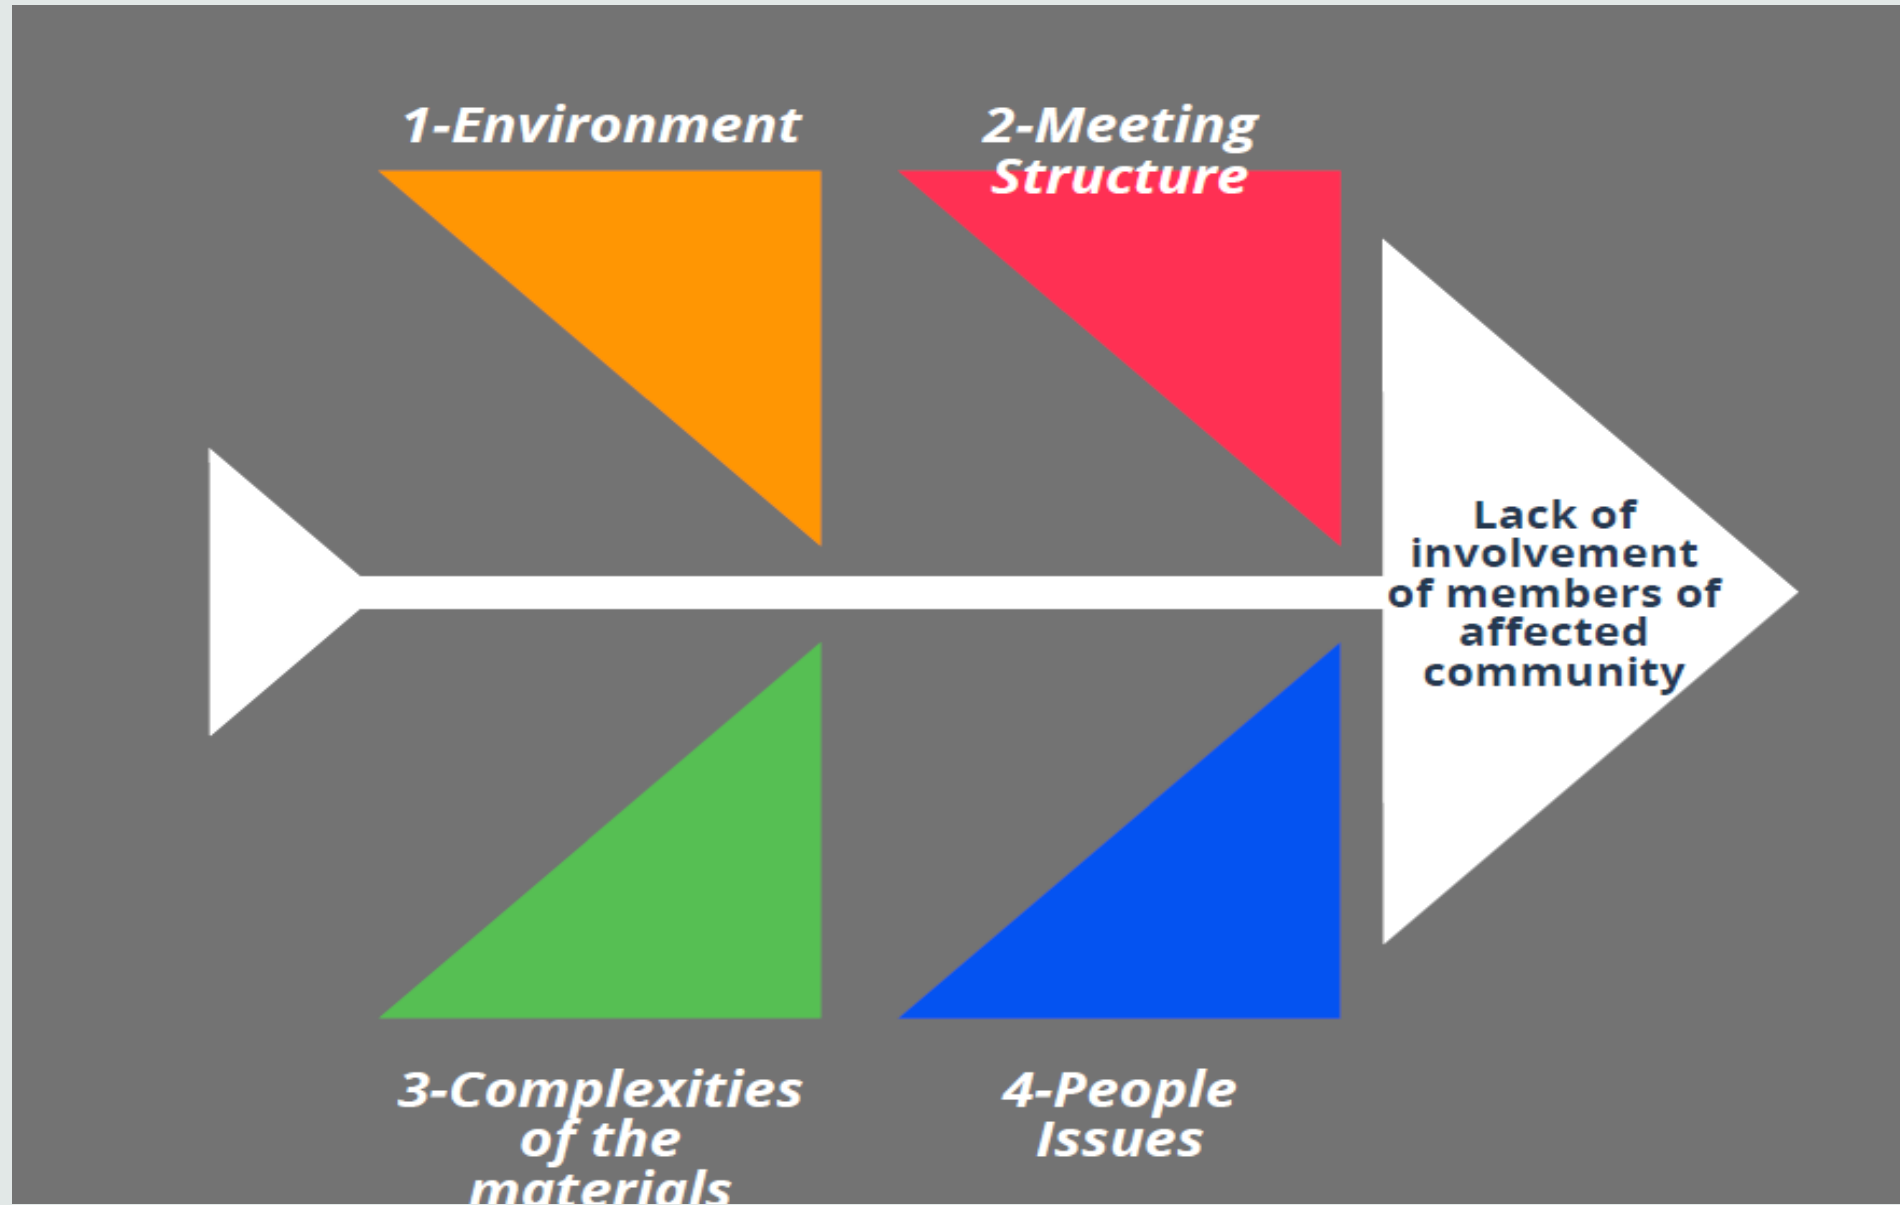 1-Environment
2-Meeting
Structure
Lack of
involvement
of members of
affected
community
3-Complexities
of the
materials
4-People
Issues